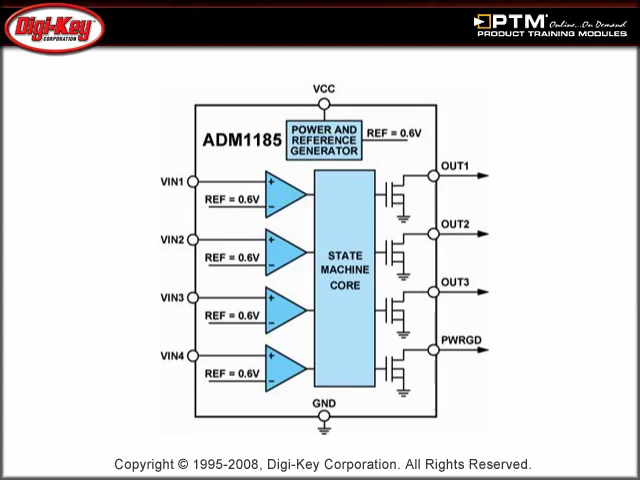 Digi-Key
CORPORATION
PTM
Online...On Demand
PRODUCT TRAINING MODULES
VCC
ADM1185
POWER AND
REFERENCE
GENERATOR
REF = 0.6V
VIN1
REF = 0.6V
OUT1
VIN2
REF = 0.6V
OUT2
STATE
MACHINE
CORE
VIN3
REF = 0.6V
OUT3
VIN4
REF = 0.6V
PWRGD
GND
Copyright © 1995-2008, Digi-Key Corporation. All Rights Reserved.